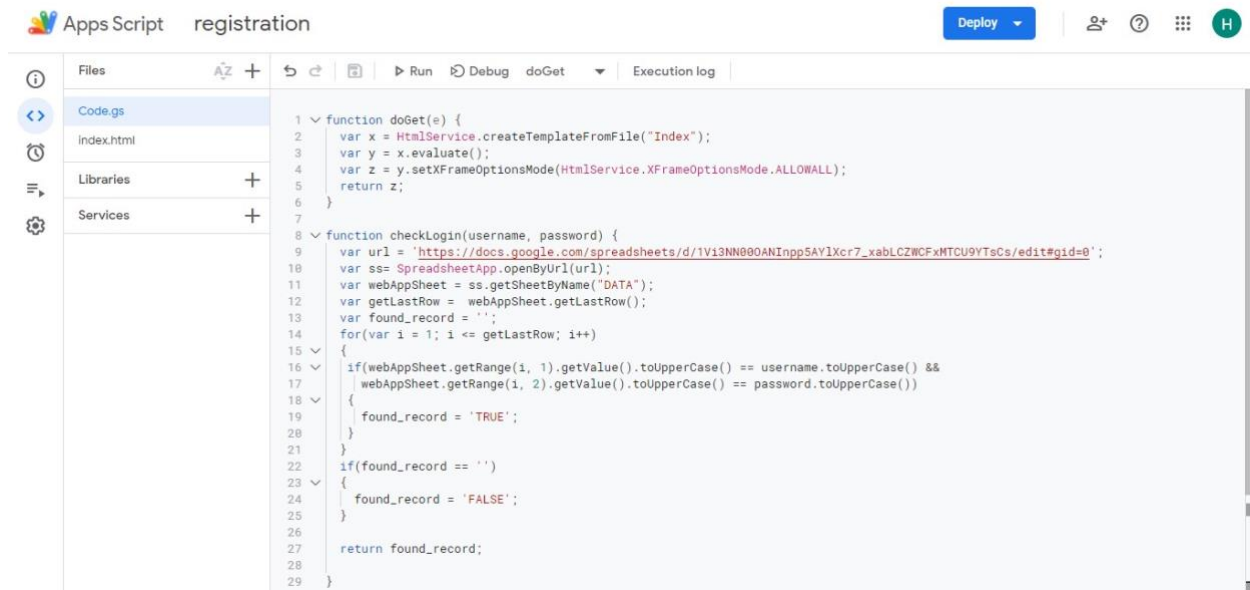 Apps Script registration Deploy H
Files AZ Run Debug doGet Execution log
Code.gs
index.html
Libraries
Services
1 function doGet(e) {
2 var x = HtmlService.createTemplateFromFile("Index");
3 var y = x.evaluate();
4 var z = y.setXFrameOptionsMode(HtmlService.XFrameOptionsMode.ALLOWALL);
5 return z;
6 }
7
8 function checkLogin(username, password) {
9 var url = 'https://docs.google.com/spreadsheets/d/1Vi3NN00OANInpp5AYlXcr7_xabLCZWCFxMTCU9YTsCs/edit#gid=0';
10 var ss= SpreadsheetApp.openByUrl(url);
11 var webAppSheet = ss.getSheetByName("DATA");
12 var getLastRow = webAppSheet.getLastRow();
13 var found_record = '';
14 for(var i = 1; i <= getLastRow; i++)
15 {
16 if(webAppSheet.getRange(i, 1).getValue().toUpperCase() == username.toUpperCase() &&
17 webAppSheet.getRange(i, 2).getValue().toUpperCase() == password.toUpperCase())
18 {
19 found_record = 'TRUE';
20 }
21 }
22 if(found_record == '')
23 {
24 found_record = 'FALSE';
25 }
26
27 return found_record;
28
29 }